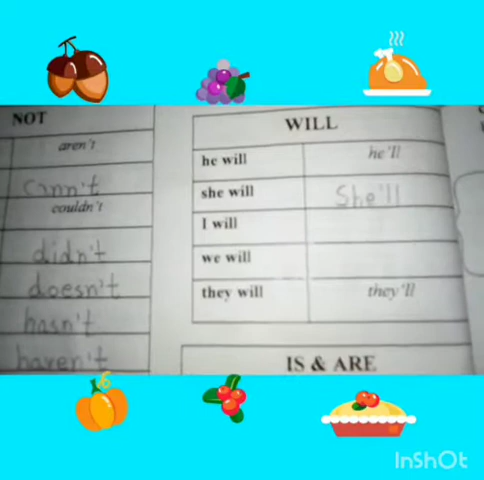 NOT
aren't
cann't
couldn't
didn't
doesn't
hasn't
haven't
WILL
he will he'll
she will She'll
I will
we will
they will they'll
IS & ARE
InShOt